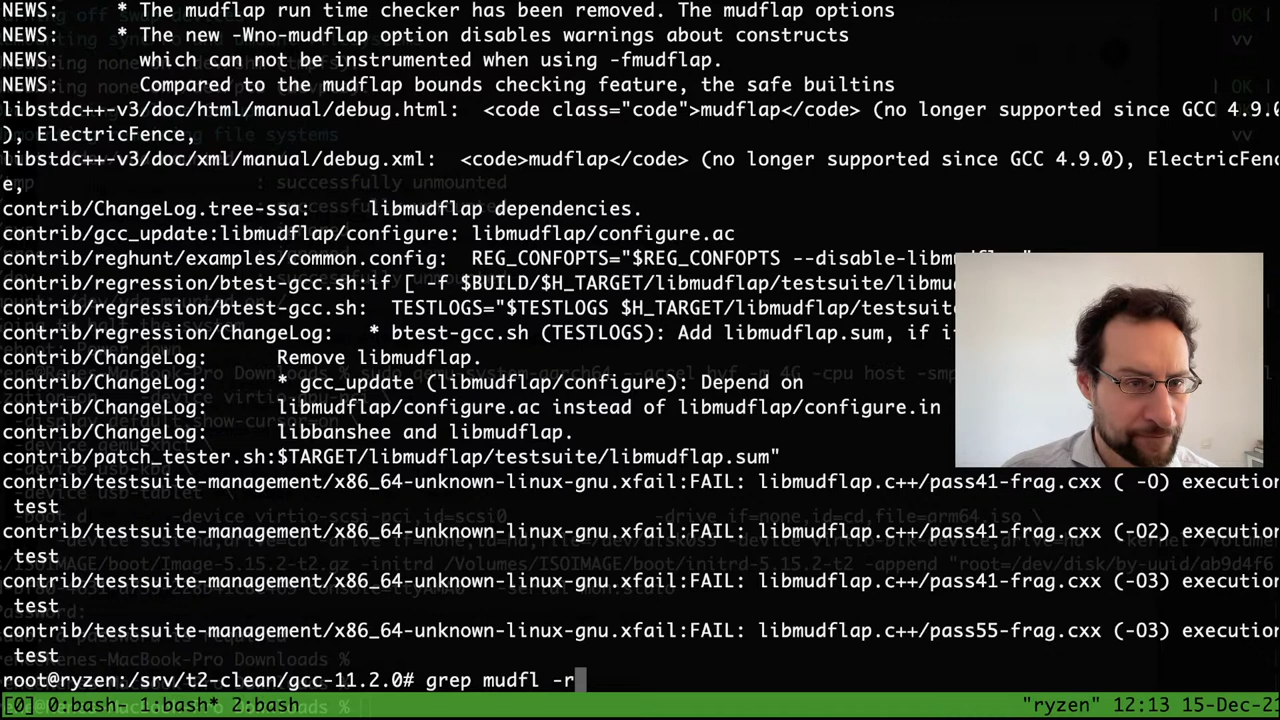 NEWS:     * The mudflap run time checker has been removed. The mudflap options
NEWS:     * The new -Wno-mudflap option disables warnings about constructs
NEWS:       which can not be instrumented when using -fmudflap.
NEWS:       Compared to the mudflap bounds checking feature, the safe builtins
libstdc++-v3/doc/html/manual/debug.html:  <code class="code">mudflap</code> (no longer supported since GCC 4.9.0
), ElectricFence,
libstdc++-v3/doc/xml/manual/debug.xml:  <code>mudflap</code> (no longer supported since GCC 4.9.0), ElectricFenc
e,
contrib/ChangeLog.tree-ssa:     libmudflap dependencies.
contrib/gcc_update:libmudflap/configure: libmudflap/configure.ac
contrib/reghunt/examples/common.config:  REG_CONFOPTS="$REG_CONFOPTS --disable-libm
contrib/regression/btest-gcc.sh:if [ -f $BUILD/$H_TARGET/libmudflap/testsuite/libmud
contrib/regression/btest-gcc.sh:  TESTLOGS="$TESTLOGS $H_TARGET/libmudflap/testsuite
contrib/regression/ChangeLog:     * btest-gcc.sh (TESTLOGS): Add libmudflap.sum, if i
contrib/ChangeLog:      Remove libmudflap.
contrib/ChangeLog:      * gcc_update (libmudflap/configure): Depend on
contrib/ChangeLog:      libmudflap/configure.ac instead of libmudflap/configure.in
contrib/ChangeLog:      libbanshee and libmudflap.
contrib/patch_tester.sh:$TARGET/libmudflap/testsuite/libmudflap.sum"
contrib/testsuite-management/x86_64-unknown-linux-gnu.xfail:FAIL: libmudflap.c++/pass41-frag.cxx ( -O) execution
 test
contrib/testsuite-management/x86_64-unknown-linux-gnu.xfail:FAIL: libmudflap.c++/pass41-frag.cxx (-O2) execution
 test
contrib/testsuite-management/x86_64-unknown-linux-gnu.xfail:FAIL: libmudflap.c++/pass41-frag.cxx (-O3) execution
 test
contrib/testsuite-management/x86_64-unknown-linux-gnu.xfail:FAIL: libmudflap.c++/pass55-frag.cxx (-O3) execution
 test
root@ryzen:/srv/t2-clean/gcc-11.2.0# grep mudfl -r
[0] 0:bash- 1:bash* 2:bash "ryzen" 12:13 15-Dec-21